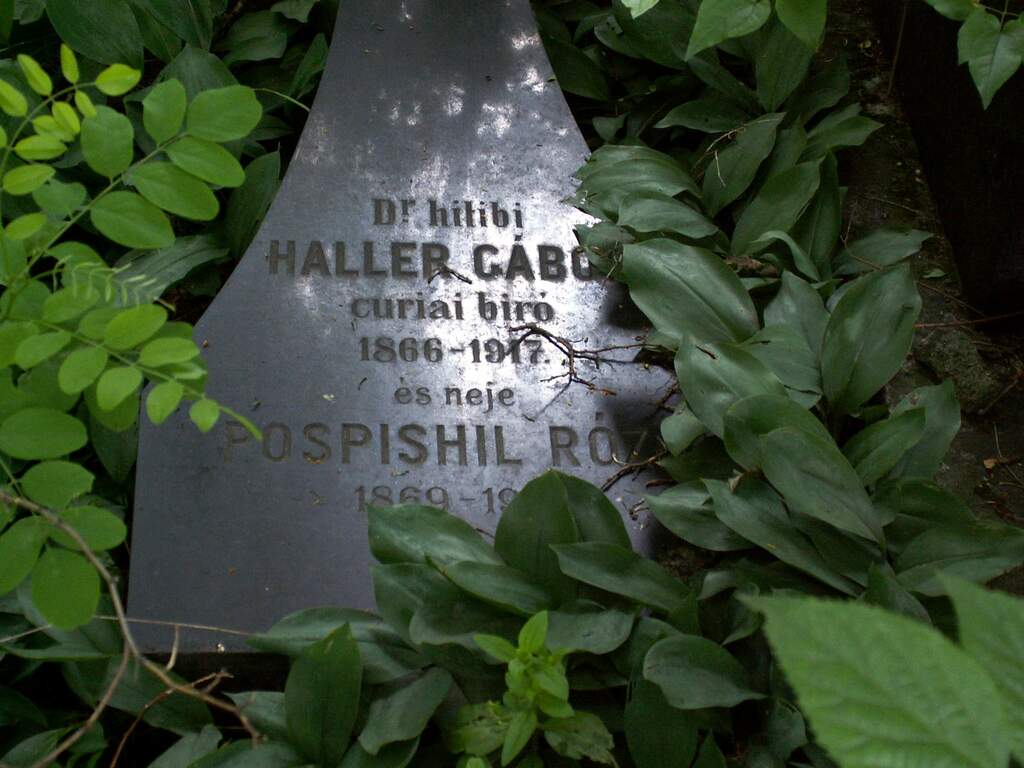 Dr hilibi
HALLER GÁBO
curiai biró
1866-1917.
és neje
POSPISHIL RÓ
1869-19